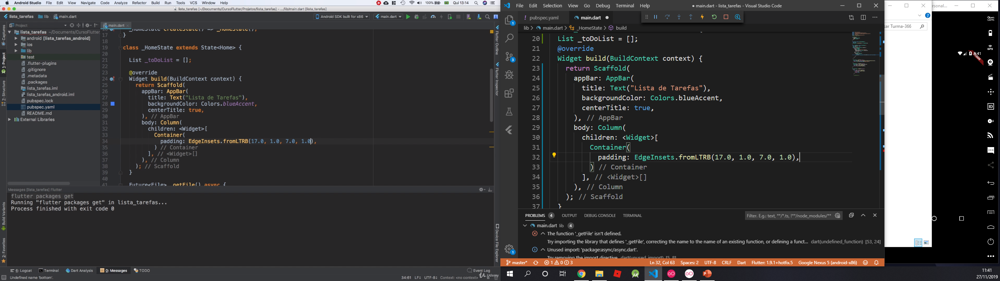 Android Studio File Edit View Navigate Code Analyze Refactor Build Run Tools VCS Window Help
100% Qui 13:14
lista_tarefas [~/Documents/CursoFlutter/Projetos/lista_tarefas] - .../lib/main.dart [lista_tarefas]
lista_tarefas lib main.dart
Android SDK built for x86 main.dart
Project
main.dart
lista_tarefas ~/Documents/CursoFlutter
android [lista_tarefas_android]
ios
lib
test
.flutter-plugins
.gitignore
.metadata
.packages
lista_tarefas.iml
lista_tarefas_android.iml
pubspec.lock
pubspec.yaml
README.md
External Libraries
Captures
1: Project
Z: Structure
Build Variants
2: Favorites
16 _HomeState createState() => _HomeState();
17 }
18
19 class _HomeState extends State<Home> {
20
21 List _toDoList = [];
22
23 @override
24 Widget build(BuildContext context) {
25 return Scaffold(
26 appBar: AppBar(
27 title: Text("Lista de Tarefas"),
28 backgroundColor: Colors.blueAccent,
29 centerTitle: true,
30 ), // AppBar
31 body: Column(
32 children: <Widget>[
33 Container(
34 padding: EdgeInsets.fromLTRB(17.0, 1.0, 7.0, 1.0),
35 ) // Container
36 ], // <Widget>[]
37 ), // Column
38 ); // Scaffold
39 }
40
41 Future<File> _getFile() async {
Flutter Outline
Flutter Inspector
Device File Explorer
Messages [lista_tarefas] Flutter
flutter packages get
Running "flutter packages get" in lista_tarefas...
Process finished with exit code 0
6: Logcat Terminal Dart Analysis 0: Messages TODO
Event Log
Undefined name 'bottom'.
34:61 LF÷ UTF-8÷ Context: <no context>
Udemy
File Edit Selection View Go Debug Terminal Help
● main.dart - lista_tarefas - Visual Studio Code
! pubspec.yaml
main.dart ●
lib > main.dart > _HomeState > build
20 List _toDoList = [];
21 @override
22 Widget build(BuildContext context) {
23 return Scaffold(
24 appBar: AppBar(
25 title: Text("Lista de Tarefas"),
26 backgroundColor: Colors.blueAccent,
27 centerTitle: true,
28 ), // AppBar
29 body: Column(
30 children: <Widget>[
31 Container(
32 padding: EdgeInsets.fromLTRB(17.0, 1.0, 7.0, 1.0),
33 ) // Container
34 ], // <Widget>[]
35 ), // Column
36 ); // Scaffold
37 }
1
3
1
PROBLEMS 4 OUTPUT DEBUG CONSOLE TERMINAL
Filter. E.g.: text, **/*.ts, !**/node_modules/**
main.dart lib 4
The function '_getFile' isn't defined.
Try importing the library that defines '_getFile', correcting the name to the name of an existing function, or defining a funct... dart(undefined_function) [53, 24]
Unused import: 'package:async/async.dart'.
Try removing the import directive. dart(unused_import) [5, 8]
master* 1 0 3
Ln 32, Col 63 Spaces: 2 UTF-8 CRLF Dart Flutter: 1.9.1+hotfix.5 Google Nexus 5 (android-x86)
ersonal...
sar Turma-366
9:41
DEBUG
Open
GAPPS
GPS
ID
11:41
27/11/2019